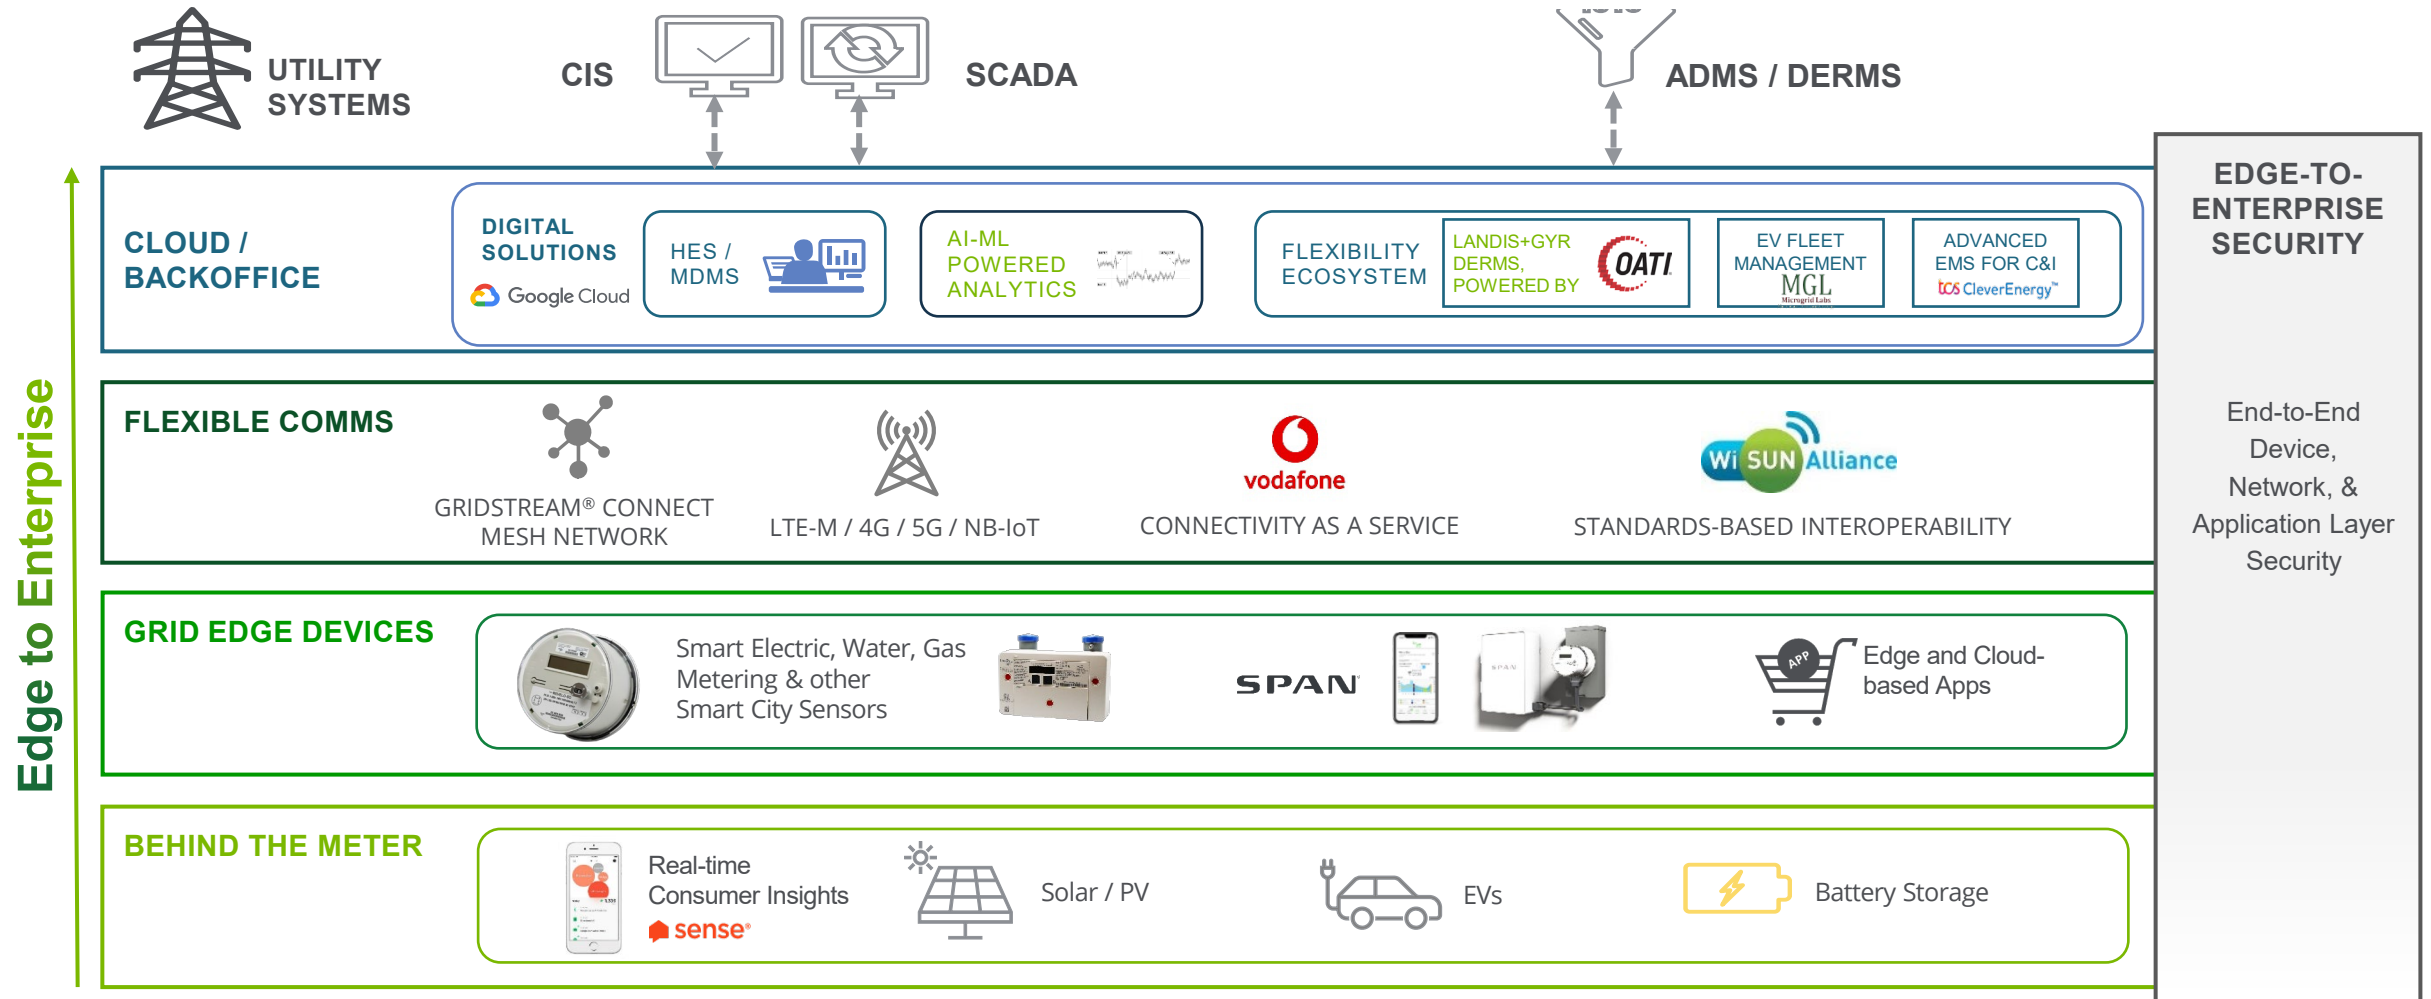 UTILITY
SYSTEMS
CIS
SCADA
ADMS / DERMS
Edge to Enterprise
CLOUD /
BACKOFFICE
DIGITAL
SOLUTIONS
Google Cloud
HES /
MDMS
AI-ML
POWERED
ANALYTICS
FLEXIBILITY
ECOSYSTEM
LANDIS+GYR
DERMS,
POWERED BY
OATI
EV FLEET
MANAGEMENT
MGL
Microgrid Labs
ADVANCED
EMS FOR C&I
tcs CleverEnergy™
EDGE-TO-
ENTERPRISE
SECURITY
End-to-End
Device,
Network, &
Application Layer
Security
FLEXIBLE COMMS
GRIDSTREAM® CONNECT
MESH NETWORK
LTE-M / 4G / 5G / NB-IoT
vodafone
CONNECTIVITY AS A SERVICE
Wi SUN Alliance
STANDARDS-BASED INTEROPERABILITY
GRID EDGE DEVICES
Smart Electric, Water, Gas
Metering & other
Smart City Sensors
SPAN
SPAN
APP
Edge and Cloud-
based Apps
BEHIND THE METER
Real-time
Consumer Insights
sense®
Solar / PV
EVs
Battery Storage